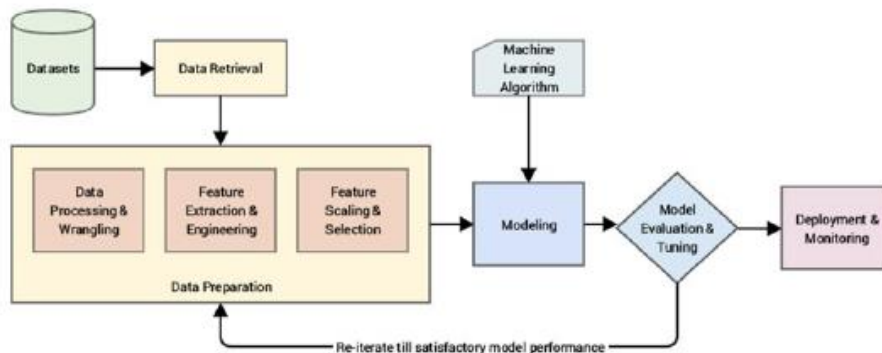 Datasets
Data Retrieval
Machine
Learning
Algorithm
Data
Processing &
Wrangling
Feature
Extraction &
Engineering
Feature
Scaling &
Selection
Data Preparation
Modeling
Model
Evaluation &
Tuning
Deployment &
Monitoring
Re-iterate till satisfactory model performance